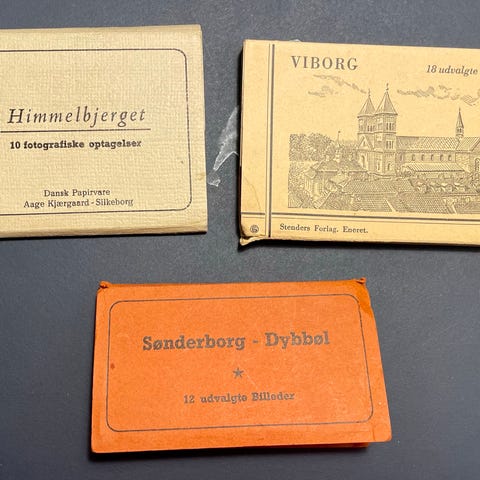 Himmelbjerget
10 fotografiske optagelser
Dansk Papirvare
Aage Kjærgaard - Silkeborg
VIBORG
18 udvalgte
Stenders Forlag. Eneret.
Sønderborg - Dybbøl
12 udvalgte Billeder